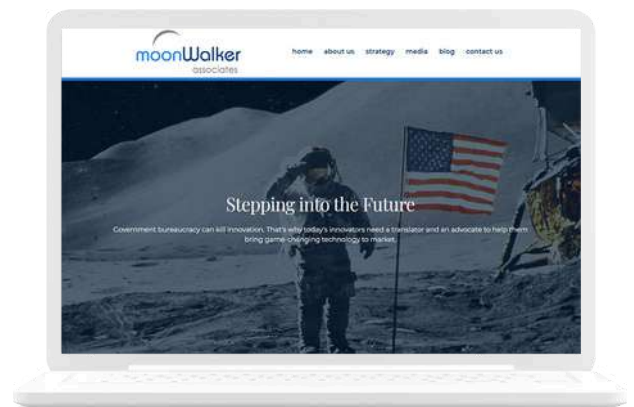 moonWalker
associates
home about us strategy media blog contact us
Stepping into the Future
Government bureaucracy can kill innovation. That's why today's innovators need a translator and an advocate to help them
bring game-changing technology to market.